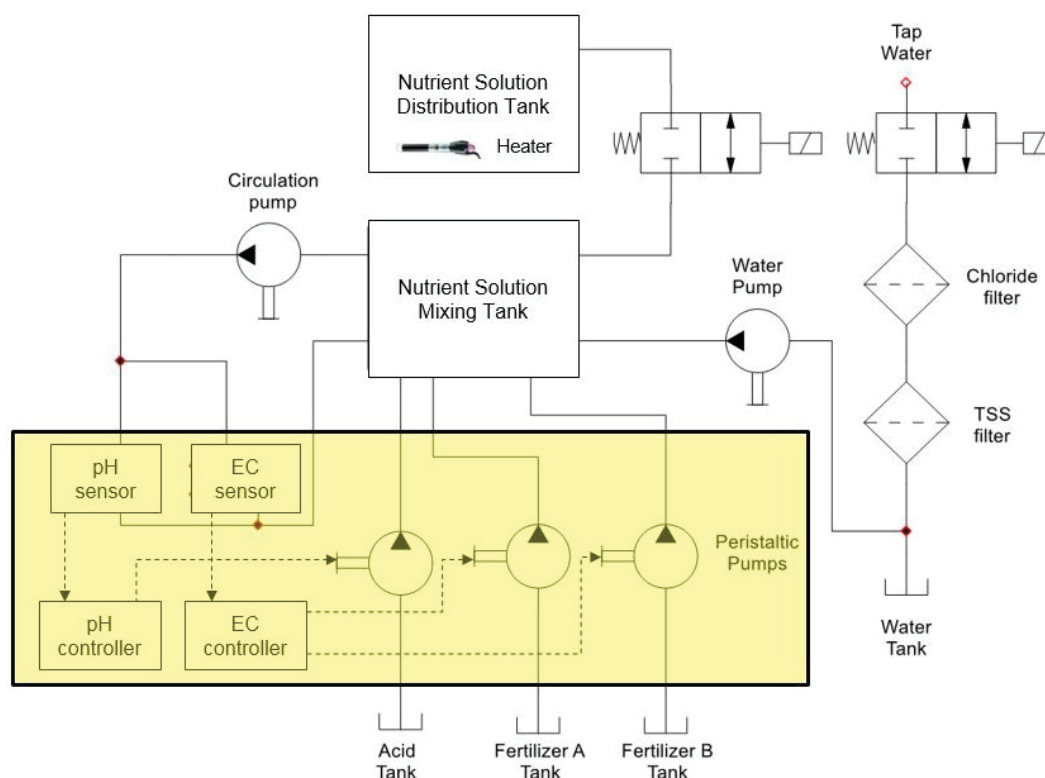 Nutrient Solution
Distribution Tank
Heater
Tap
Water
Circulation
pump
Nutrient Solution
Mixing Tank
Water
Pump
Chloride
filter
TSS
filter
pH
sensor
EC
sensor
Peristaltic
Pumps
pH
controller
EC
controller
Water
Tank
Acid
Tank
Fertilizer A
Tank
Fertilizer B
Tank